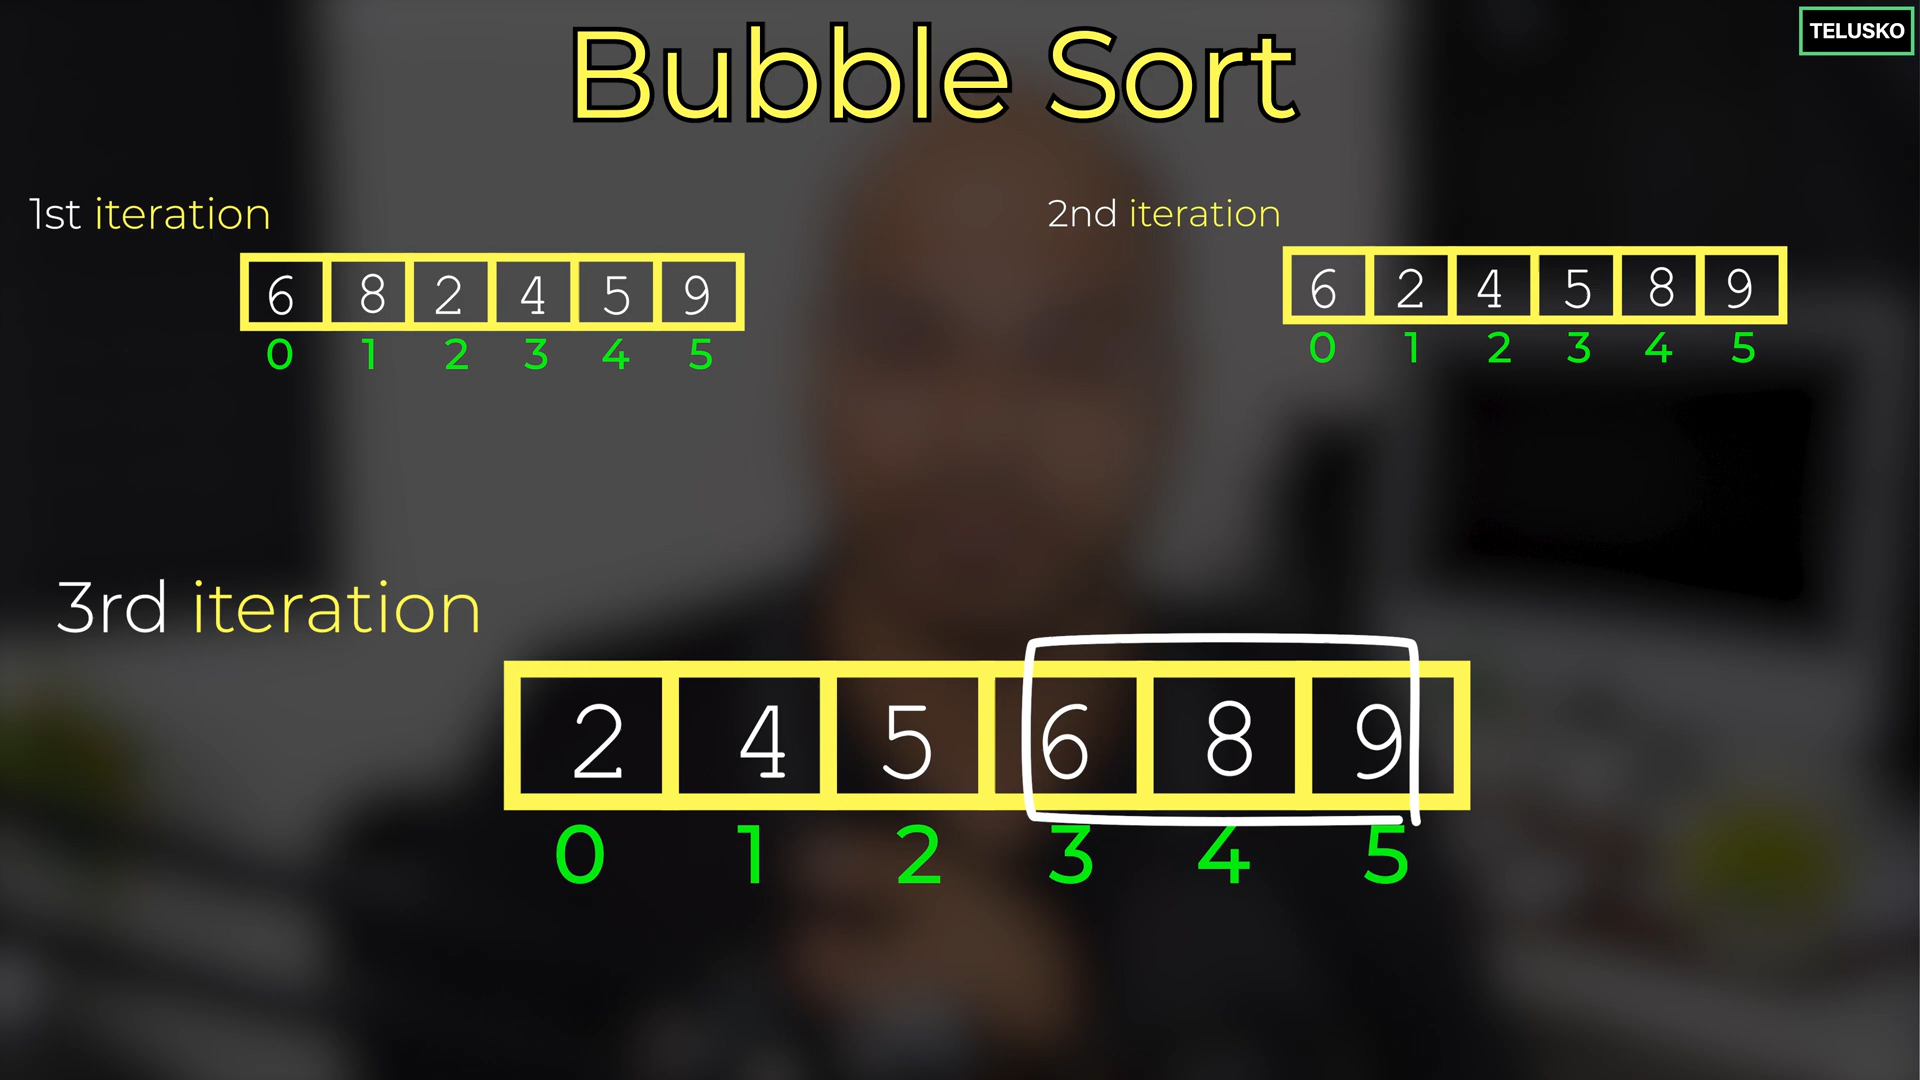 TELUSKO
Bubble Sort
1st iteration
6 8 2 4 5 9
0 1 2 3 4 5
2nd iteration
6 2 4 5 8 9
0 1 2 3 4 5
3rd iteration
2 4 5 6 8 9
0 1 2 3 4 5